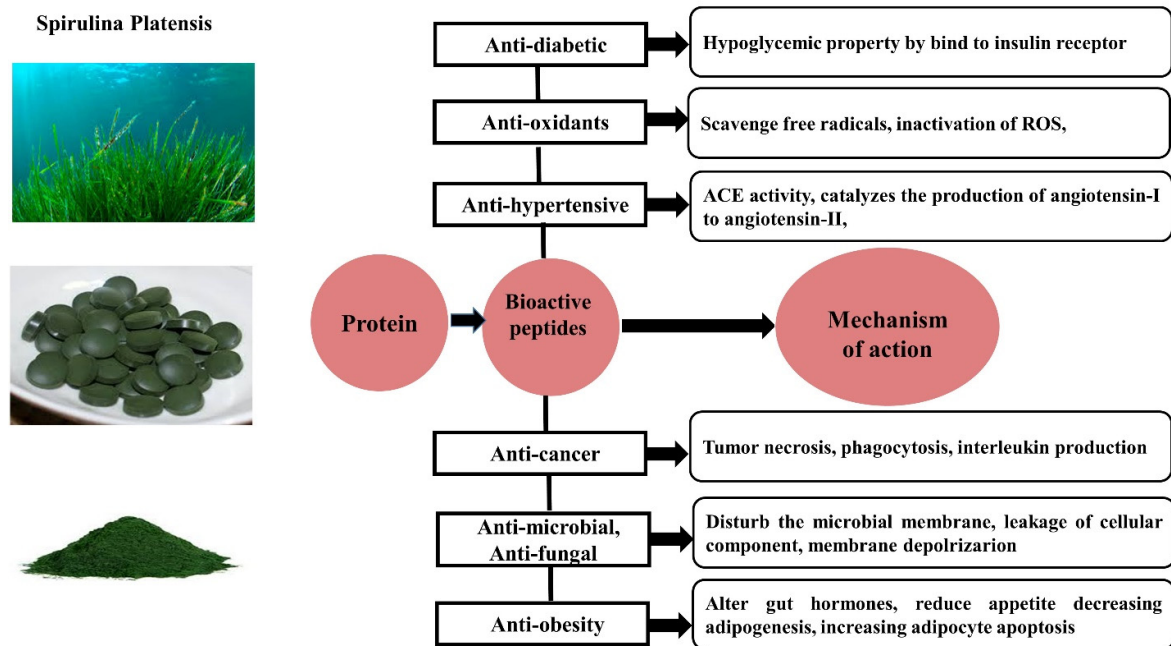 Spirulina Platensis
Anti-diabetic
Hypoglycemic property by bind to insulin receptor
Anti-oxidants
Scavenge free radicals, inactivation of ROS,
Anti-hypertensive
ACE activity, catalyzes the production of angiotensin-I
to angiotensin-II,
Protein
Bioactive
peptides
Mechanism
of action
Anti-cancer
Tumor necrosis, phagocytosis, interleukin production
Anti-microbial,
Anti-fungal
Disturb the microbial membrane, leakage of cellular
component, membrane depolrizarion
Anti-obesity
Alter gut hormones, reduce appetite decreasing
adipogenesis, increasing adipocyte apoptosis